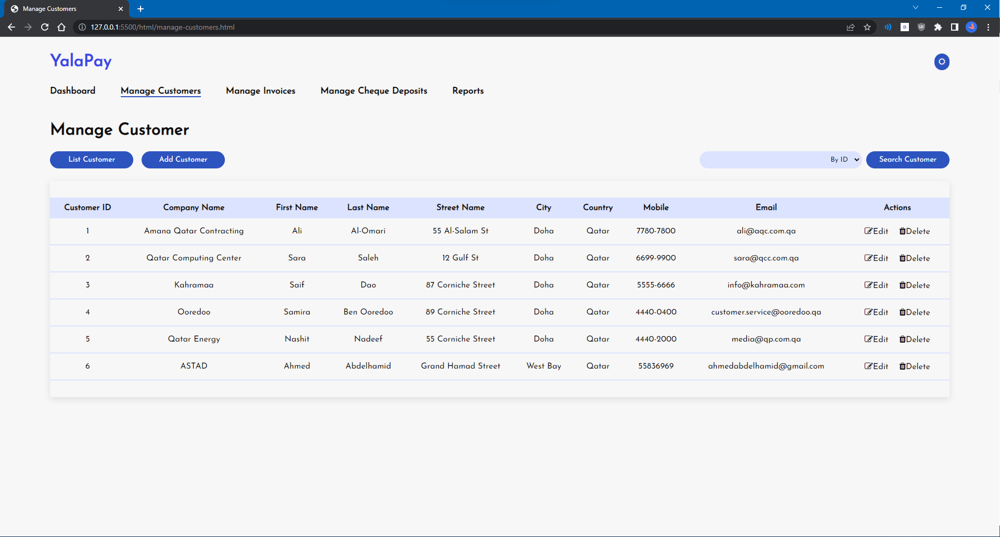 Manage Customers
127.0.0.1:5500/html/manage-customers.html
YalaPay
Dashboard Manage Customers Manage Invoices Manage Cheque Deposits Reports
Manage Customer
List Customer Add Customer By ID Search Customer
Customer ID Company Name First Name Last Name Street Name City Country Mobile Email Actions
1 Amana Qatar Contracting Ali Al-Omari 55 Al-Salam St Doha Qatar 7780-7800 ali@aqc.com.qa Edit Delete
2 Qatar Computing Center Sara Saleh 12 Gulf St Doha Qatar 6699-9900 sara@qcc.com.qa Edit Delete
3 Kahramaa Saif Dao 87 Corniche Street Doha Qatar 5555-6666 info@kahramaa.com Edit Delete
4 Ooredoo Samira Ben Ooredoo 89 Corniche Street Doha Qatar 4440-0400 customer.service@ooredoo.qa Edit Delete
5 Qatar Energy Nashit Nadeef 55 Corniche Street Doha Qatar 4440-2000 media@qp.com.qa Edit Delete
6 ASTAD Ahmed Abdelhamid Grand Hamad Street West Bay Qatar 55836969 ahmedabdelhamid@gmail.com Edit Delete